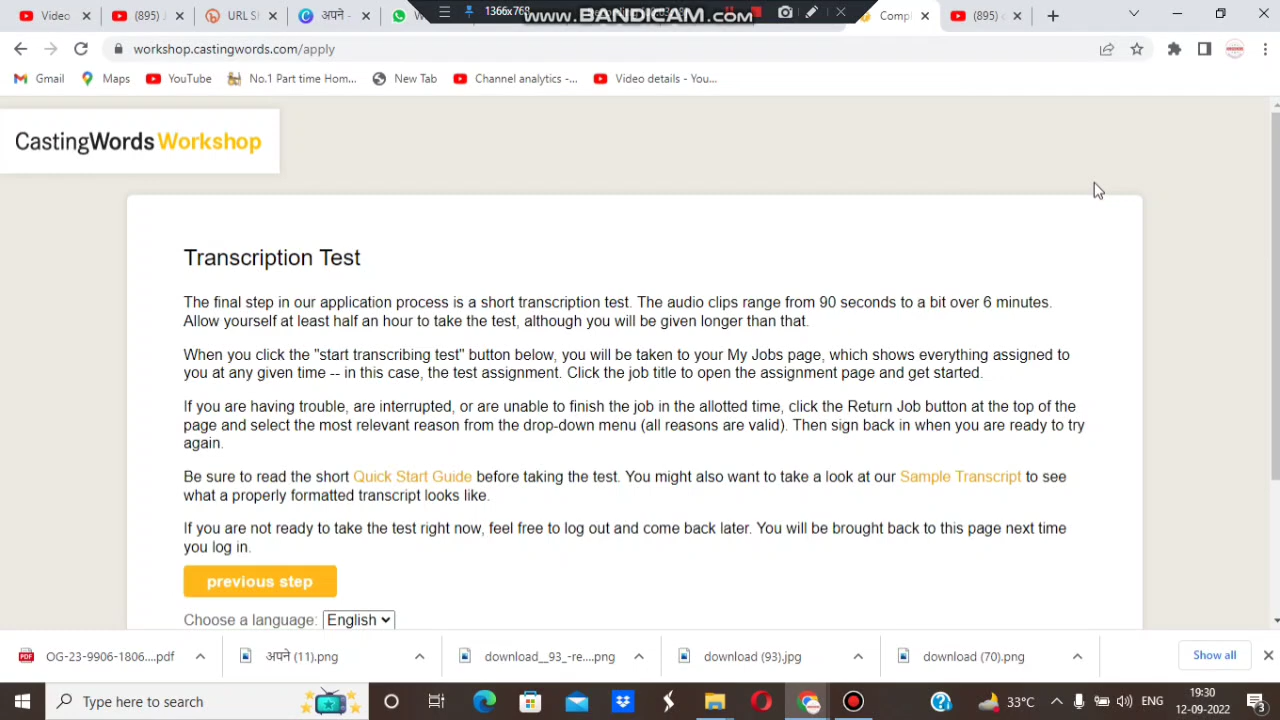 Video
(895)
URL S
अपने -
1366x768
www.BANDICAM.com
Compl
(895)
workshop.castingwords.com/apply
Gmail
Maps
YouTube
No.1 Part time Hom...
New Tab
Channel analytics -...
Video details - You...
CastingWords Workshop
Transcription Test
The final step in our application process is a short transcription test. The audio clips range from 90 seconds to a bit over 6 minutes.
Allow yourself at least half an hour to take the test, although you will be given longer than that.
When you click the "start transcribing test" button below, you will be taken to your My Jobs page, which shows everything assigned to
you at any given time -- in this case, the test assignment. Click the job title to open the assignment page and get started.
If you are having trouble, are interrupted, or are unable to finish the job in the allotted time, click the Return Job button at the top of the
page and select the most relevant reason from the drop-down menu (all reasons are valid). Then sign back in when you are ready to try
again.
Be sure to read the short Quick Start Guide before taking the test. You might also want to take a look at our Sample Transcript to see
what a properly formatted transcript looks like.
If you are not ready to take the test right now, feel free to log out and come back later. You will be brought back to this page next time
you log in.
previous step
Choose a language: English
OG-23-9906-1806....pdf
अपने (11).png
download__93_-re....png
download (93).jpg
download (70).png
Show all
Type here to search
33°C
ENG
19:30
12-09-2022
3